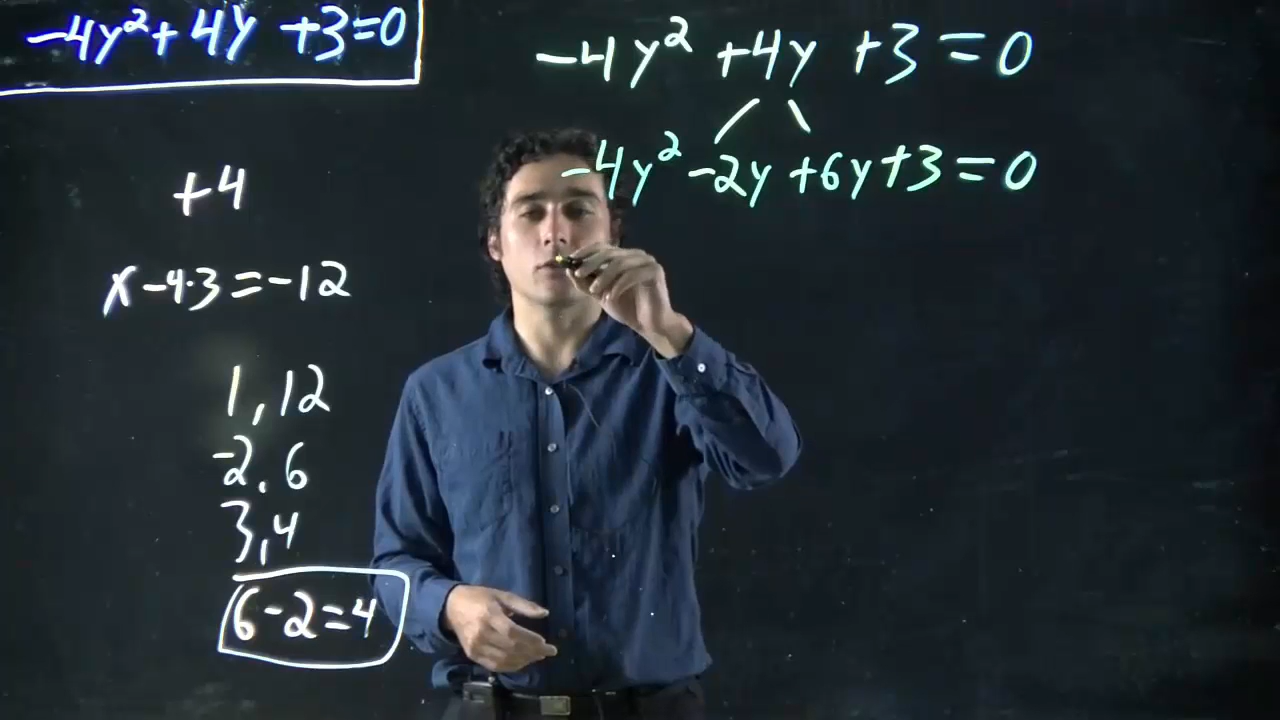 -4y²+4y+3=0
+4
x -4·3=-12
1, 12
-2, 6
3,4
6-2=4
-4y²+4y+3=0
-4y²-2y+6y+3=0